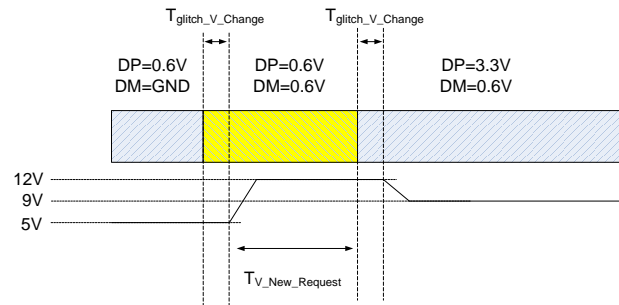 Tglitch_V_Change Tglitch_V_Change
DP=0.6V DP=0.6V DP=3.3V
DM=GND DM=0.6V DM=0.6V
12V
9V
5V
TV_New_Request